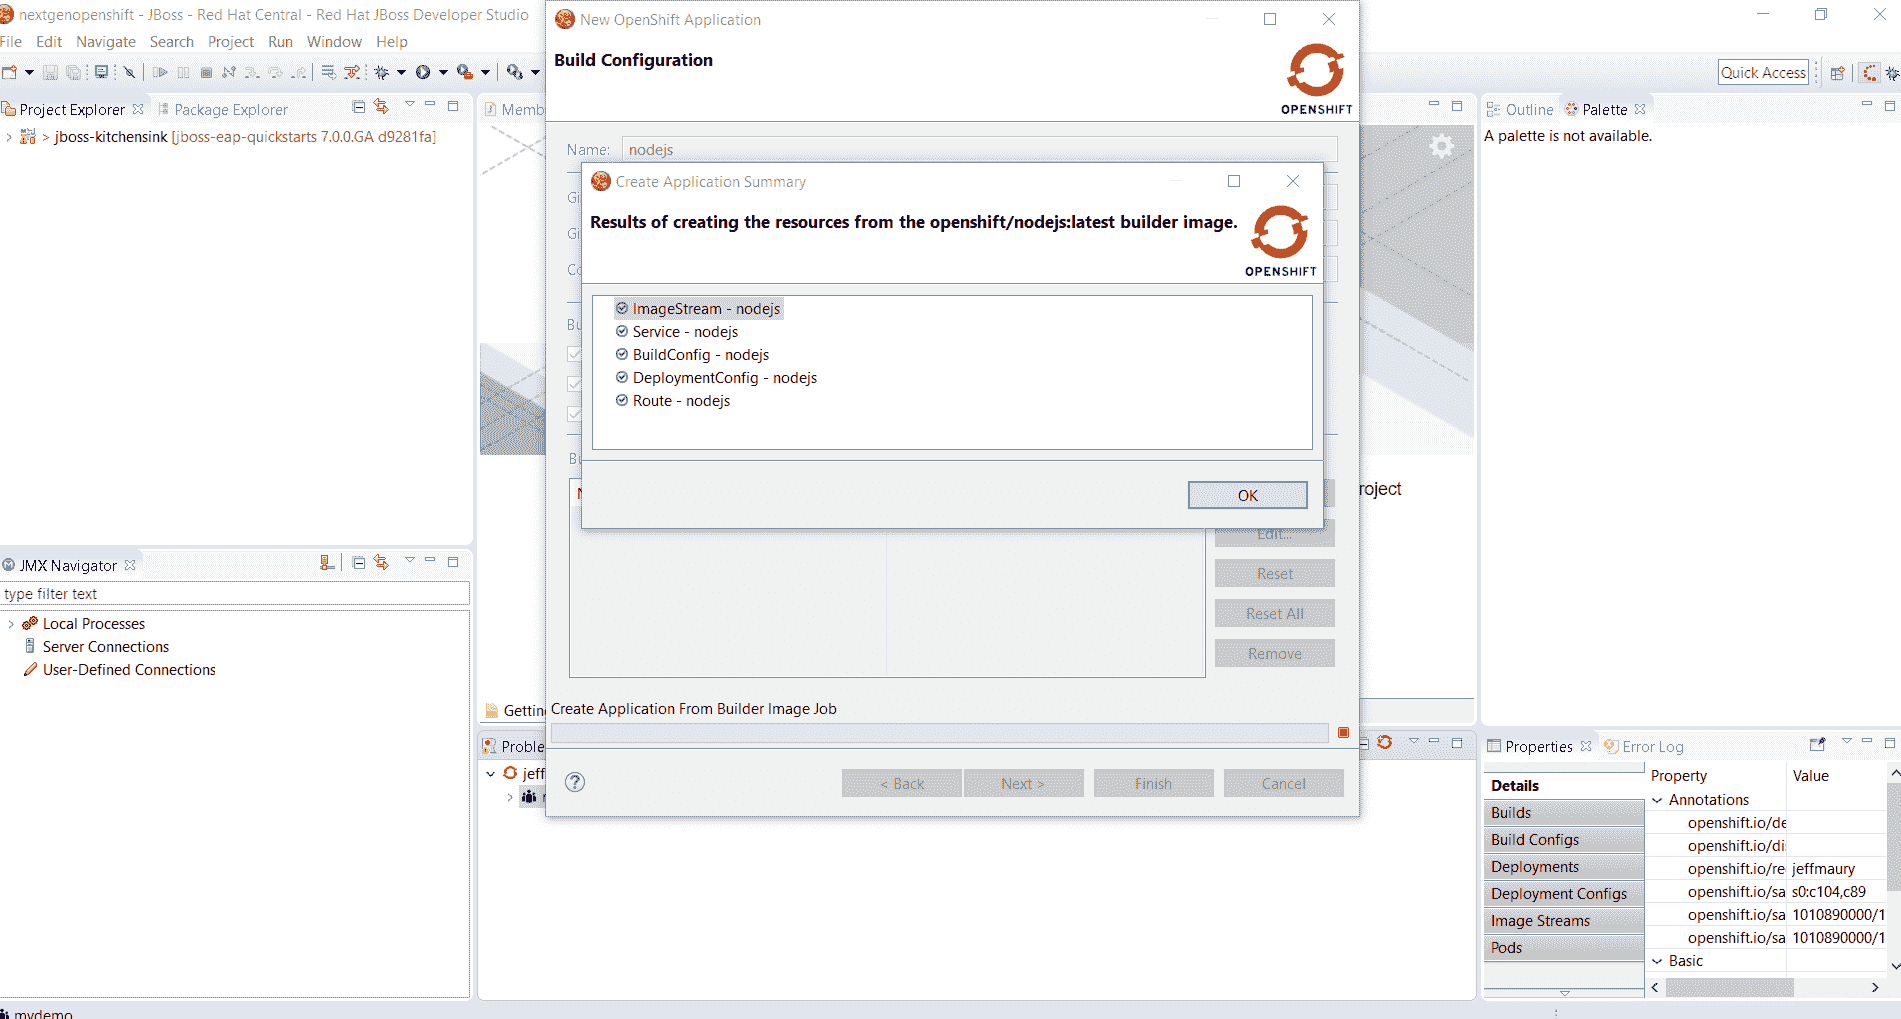 nextgenopenshift - JBoss - Red Hat Central - Red Hat JBoss Developer Studio
File Edit Navigate Search Project Run Window Help
Quick Access
Project Explorer
Package Explorer
jboss-kitchensink [jboss-eap-quickstarts 7.0.0.GA d9281fa]
JMX Navigator
type filter text
Local Processes
Server Connections
User-Defined Connections
mydemo
New OpenShift Application
Build Configuration
OPENSHIFT
Name: nodejs
Create Application Summary
Results of creating the resources from the openshift/nodejs:latest builder image.
OPENSHIFT
ImageStream - nodejs
Service - nodejs
BuildConfig - nodejs
DeploymentConfig - nodejs
Route - nodejs
OK
Edit...
Reset
Reset All
Remove
Create Application From Builder Image Job
< Back
Next >
Finish
Cancel
Memb
roject
Gettin
Proble
jeff
Outline
Palette
A palette is not available.
Properties
Error Log
Details
Builds
Build Configs
Deployments
Deployment Configs
Image Streams
Pods
Property Value
Annotations
openshift.io/de
openshift.io/di
openshift.io/re jeffmaury
openshift.io/sa s0:c104,c89
openshift.io/sa 1010890000/1
openshift.io/sa 1010890000/1
Basic